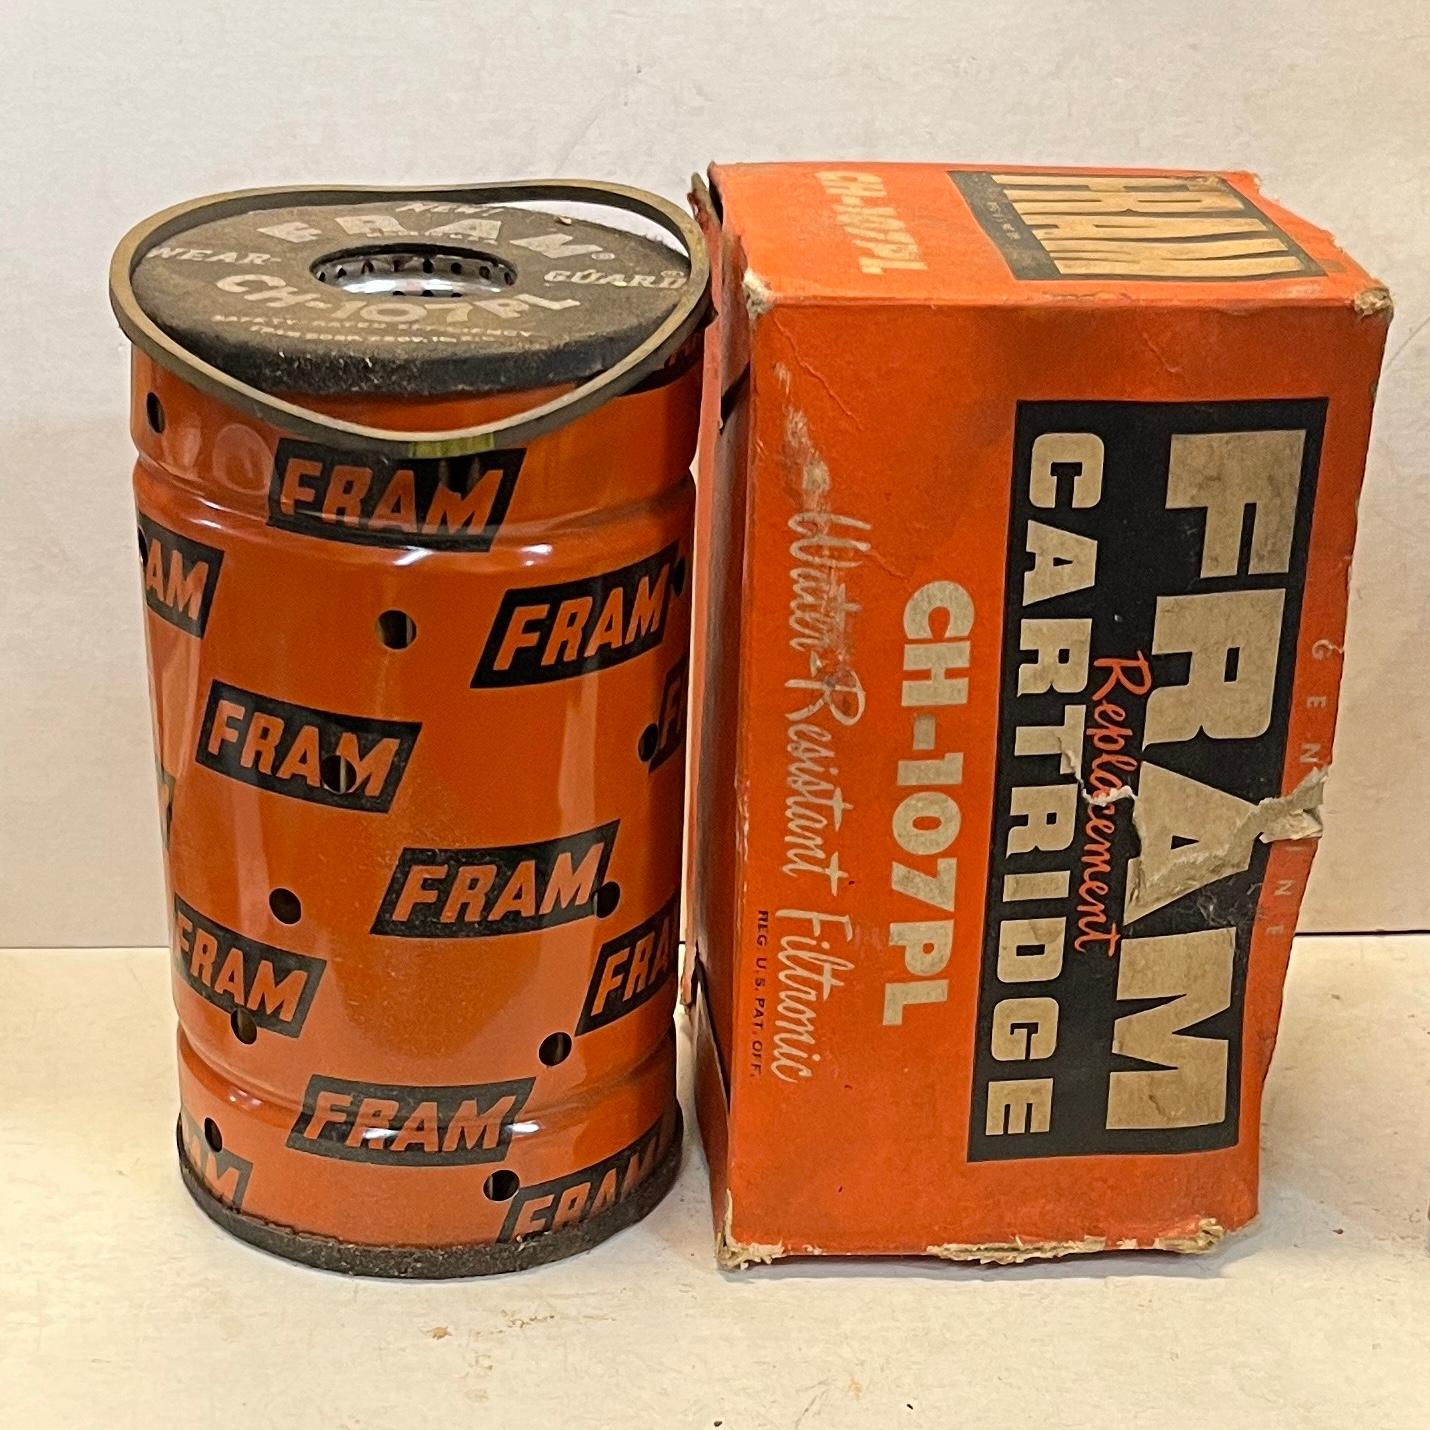 NEW!
FRAM®
WEAR-GUARD®
CH-107PL
FRAM
FRAM
FRAM
FRAM
FRAM
FRAM
FRAM
CH-107PL
FRAM
GENUINE
FRAM
Replacement
CARTRIDGE
CH-107PL
Water-Resistant Filtronic
REG. U.S. PAT. OFF.